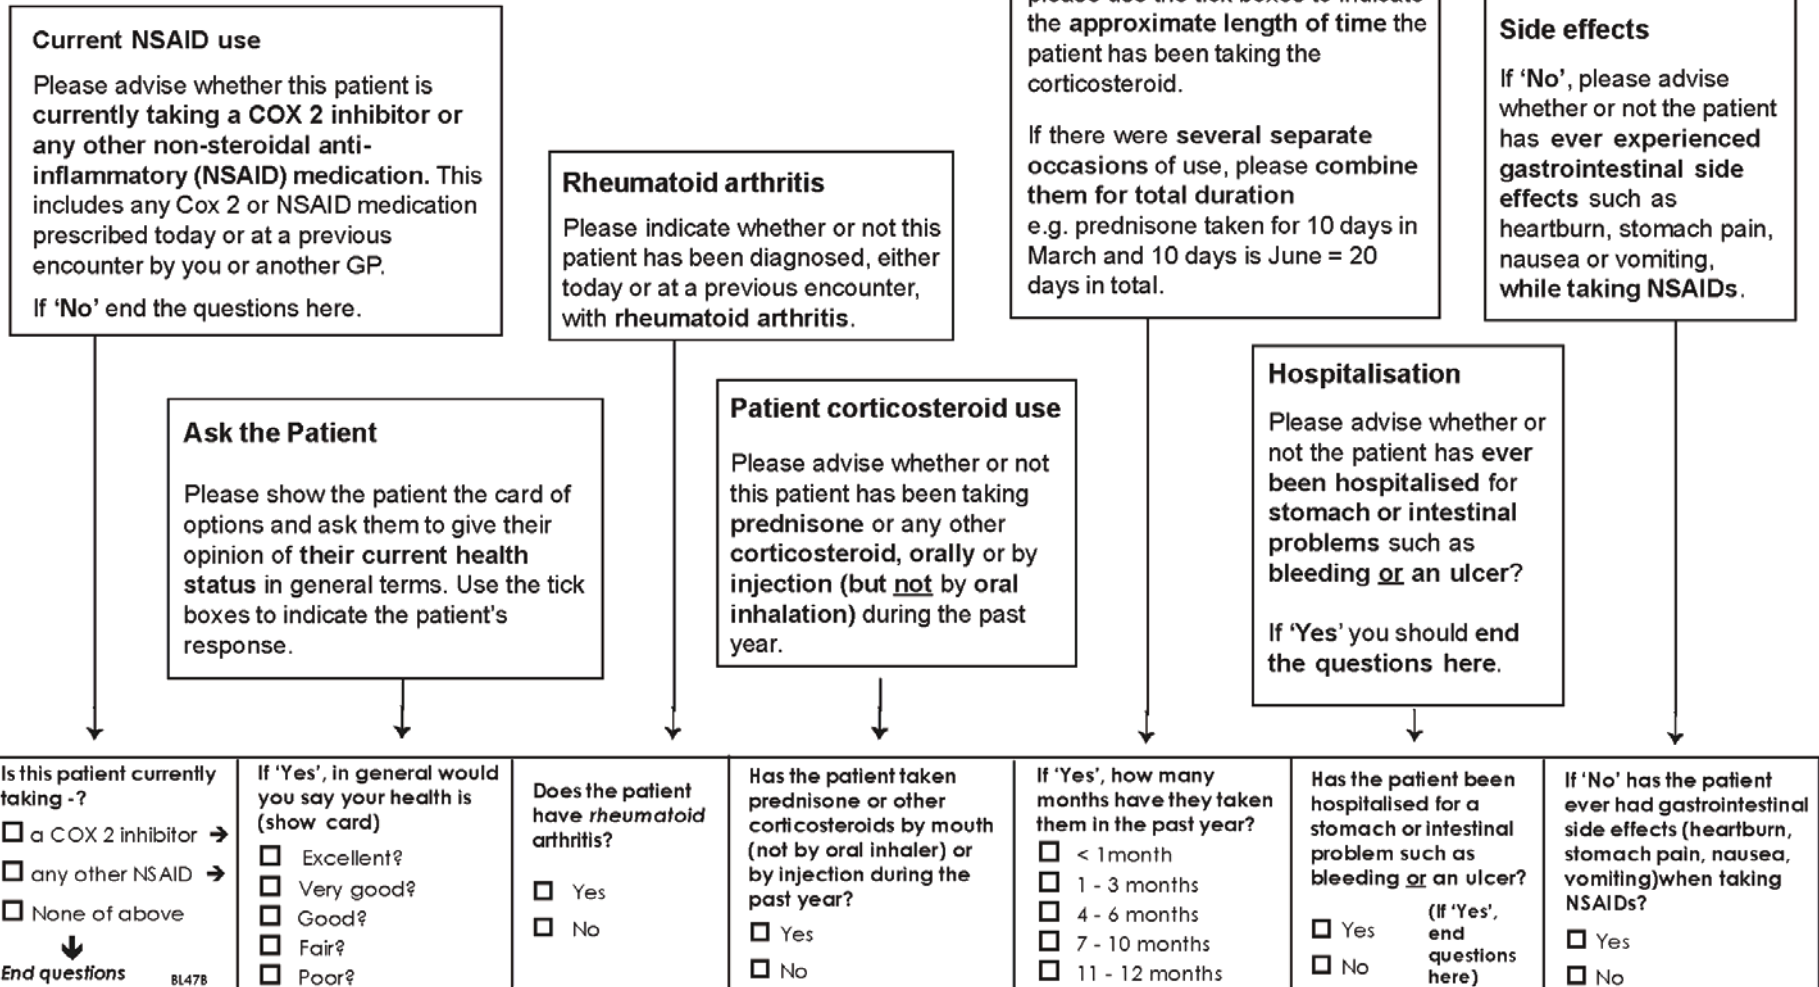 Current NSAID use
Please advise whether this patient is
currently taking a COX 2 inhibitor or
any other non-steroidal anti-
inflammatory (NSAID) medication. This
includes any Cox 2 or NSAID medication
prescribed today or at a previous
encounter by you or another GP.
If ‘No’ end the questions here.
Ask the Patient
Please show the patient the card of
options and ask them to give their
opinion of their current health
status in general terms. Use the tick
boxes to indicate the patient's
response.
Rheumatoid arthritis
Please indicate whether or not this
patient has been diagnosed, either
today or at a previous encounter,
with rheumatoid arthritis.
Patient corticosteroid use
Please advise whether or not
this patient has been taking
prednisone or any other
corticosteroid, orally or by
injection (but not by oral
inhalation) during the past
year.
please use the tick boxes to indicate
the approximate length of time the
patient has been taking the
corticosteroid.
If there were several separate
occasions of use, please combine
them for total duration
e.g. prednisone taken for 10 days in
March and 10 days is June = 20
days in total.
Hospitalisation
Please advise whether or
not the patient has ever
been hospitalised for
stomach or intestinal
problems such as
bleeding or an ulcer?
If ‘Yes’ you should end
the questions here.
Side effects
If ‘No’, please advise
whether or not the patient
has ever experienced
gastrointestinal side
effects such as
heartburn, stomach pain,
nausea or vomiting,
while taking NSAIDs.
Is this patient currently
taking -?
a COX 2 inhibitor →
any other NSAID →
None of above
End questions BL47B
If ‘Yes’, in general would
you say your health is
(show card)
Excellent?
Very good?
Good?
Fair?
Poor?
Does the patient
have rheumatoid
arthritis?
Yes
No
Has the patient taken
prednisone or other
corticosteroids by mouth
(not by oral inhaler) or
by injection during the
past year?
Yes
No
If ‘Yes’, how many
months have they taken
them in the past year?
< 1month
1 - 3 months
4 - 6 months
7 - 10 months
11 - 12 months
Has the patient been
hospitalised for a
stomach or intestinal
problem such as
bleeding or an ulcer?
Yes
No
(If ‘Yes’,
end
questions
here)
If ‘No’ has the patient
ever had gastrointestinal
side effects (heartburn,
stomach pain, nausea,
vomiting)when taking
NSAIDs?
Yes
No